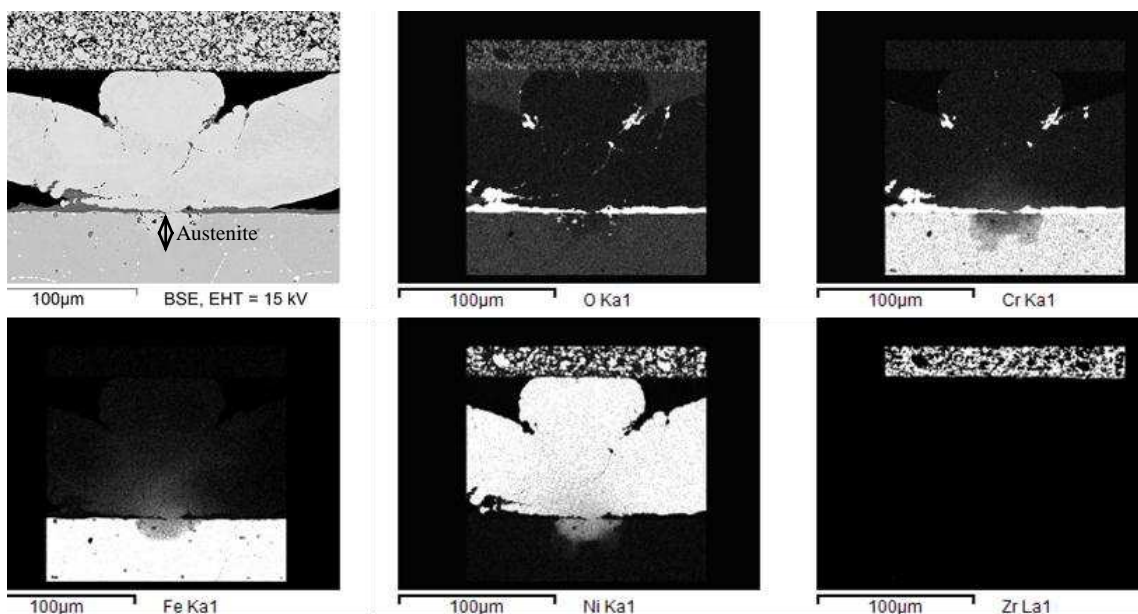 Austenite
100μm BSE, EHT = 15 kV
100μm O Ka1
100μm Cr Ka1
100μm Fe Ka1
100μm Ni Ka1
100μm Zr La1